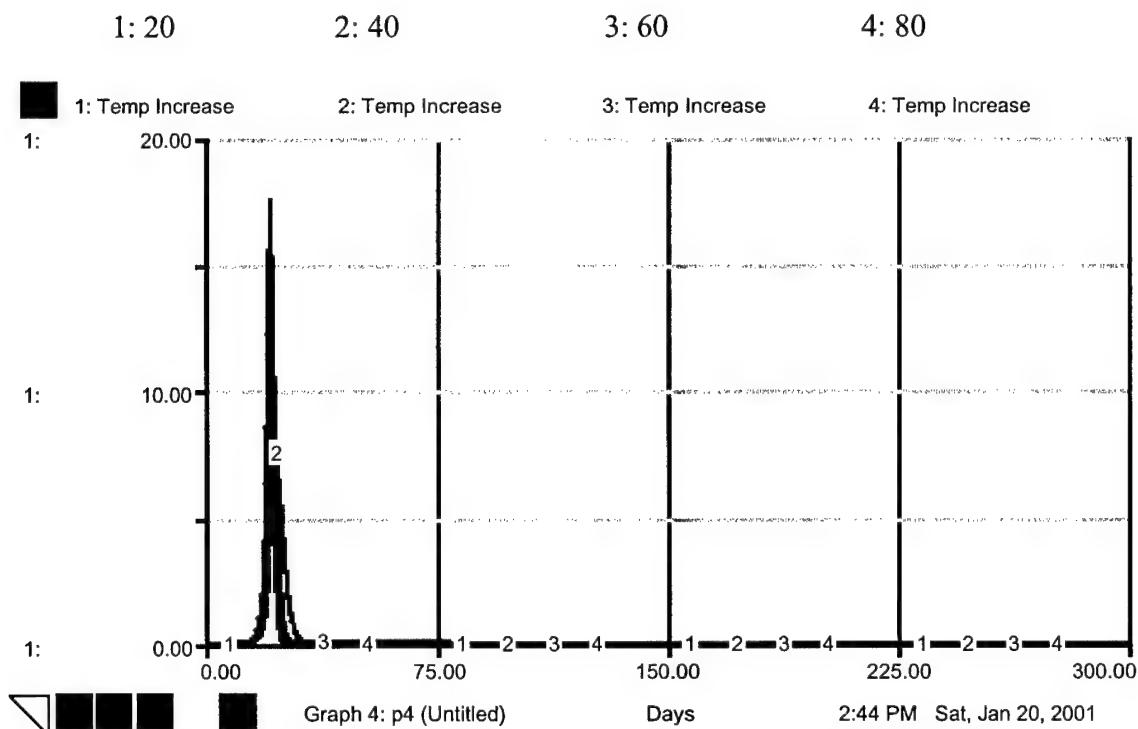 1: 20 2: 40 3: 60 4: 80
1: Temp Increase 2: Temp Increase 3: Temp Increase 4: Temp Increase
1: 20.00
2
1: 10.00
1: 0.00
1 3 4 1 2 3 4 1 2 3 4 1 2 3 4
0.00 75.00 150.00 225.00 300.00
Graph 4: p4 (Untitled) Days 2:44 PM Sat, Jan 20, 2001